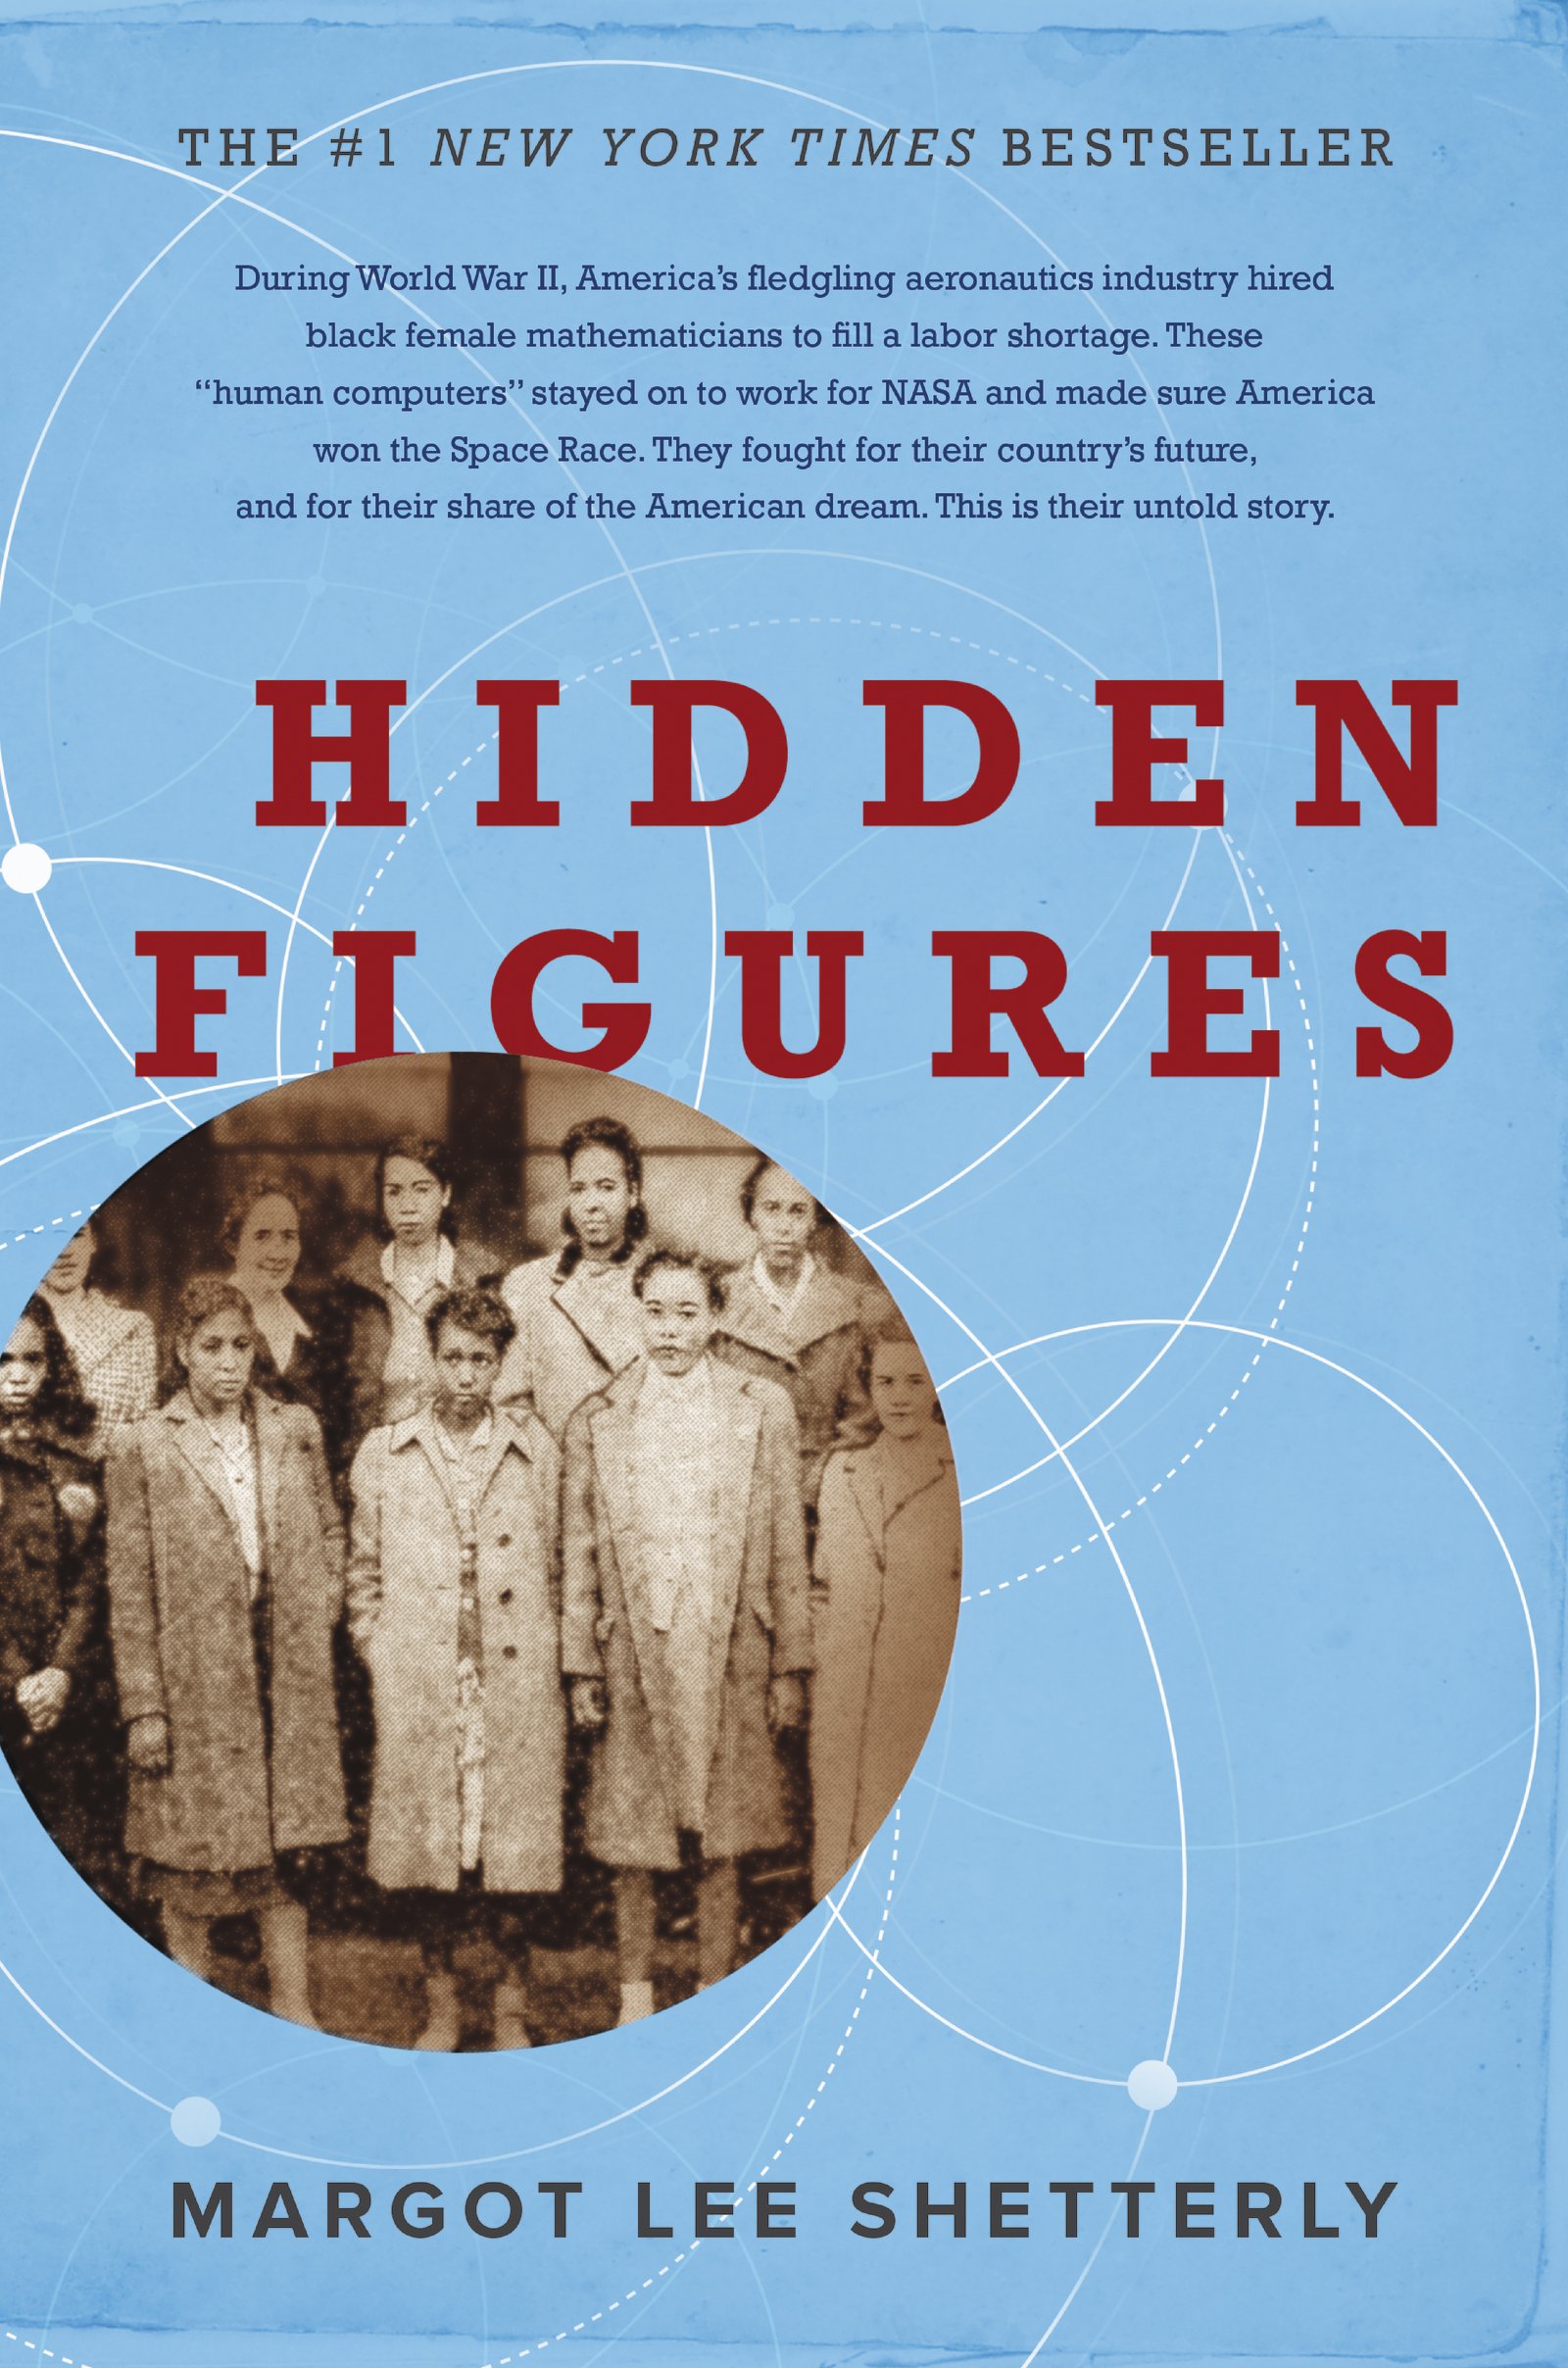 THE #1 NEW YORK TIMES BESTSELLER
During World War II, America’s fledgling aeronautics industry hired
black female mathematicians to fill a labor shortage. These
“human computers” stayed on to work for NASA and made sure America
won the Space Race. They fought for their country’s future,
and for their share of the American dream. This is their untold story.
HIDDEN
FIGURES
MARGOT LEE SHETTERLY